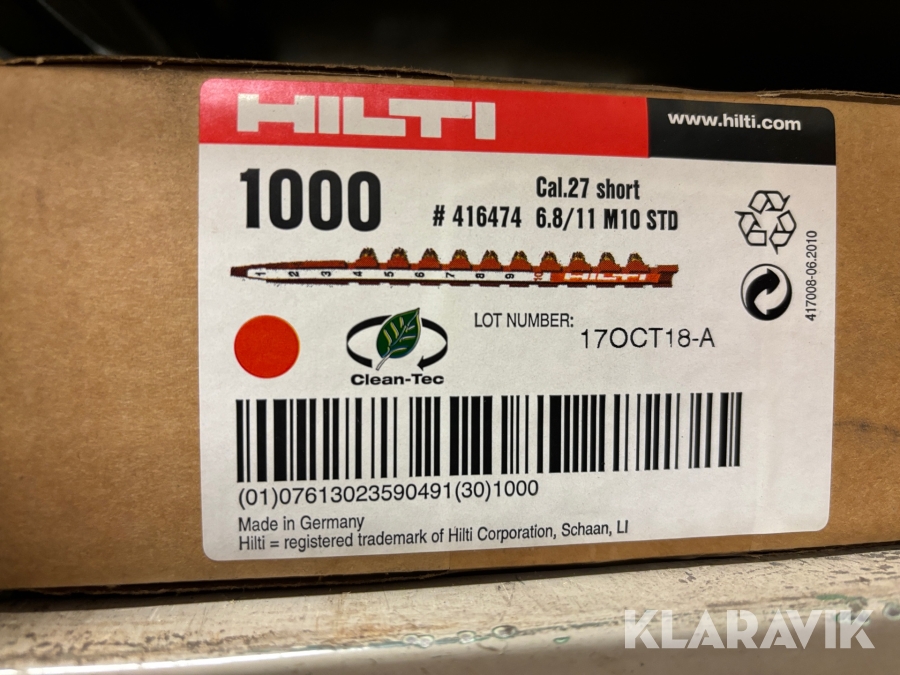 HILTI
www.hilti.com
1000
Cal.27 short
# 416474 6.8/11 M10 STD
1 2 3 4 5 6 7 8 9 10 HILTI
417008-06.2010
Clean-Tec
LOT NUMBER:
17OCT18-A
(01)07613023590491(30)1000
Made in Germany
Hilti = registered trademark of Hilti Corporation, Schaan, LI
KLARAVIK